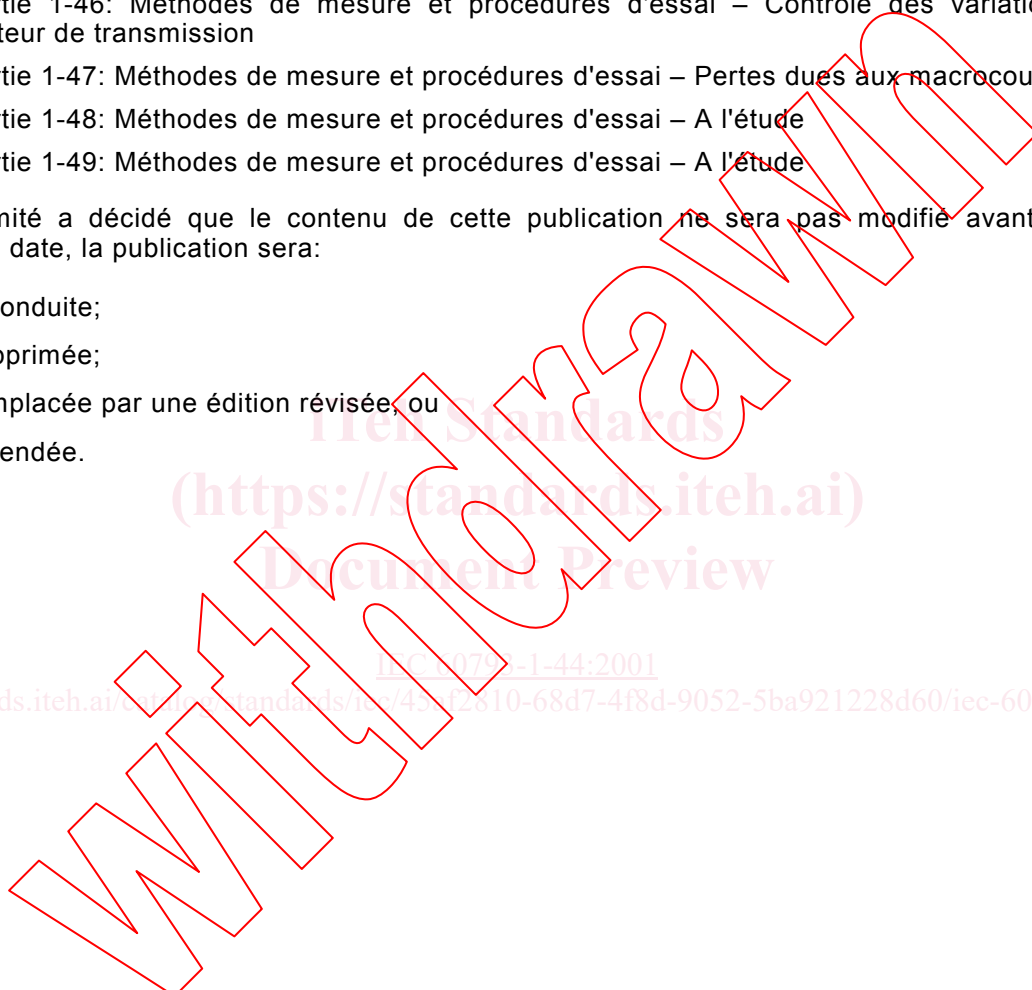 rtie 1-46: Méthodes de mesure et procédures d'essai – Contrôle des variatio
teur de transmission
rtie 1-47: Méthodes de mesure et procédures d'essai – Pertes dues aux macrocou
rtie 1-48: Méthodes de mesure et procédures d'essai – A l'étude
rtie 1-49: Méthodes de mesure et procédures d'essai – A l'étude
mité a décidé que le contenu de cette publication ne sera pas modifié avant
date, la publication sera:
onduite;
pprimée;
mplacée par une édition révisée, ou
endée.
iTeh Standards
(https://standards.iteh.ai)
Document Preview
IEC 60793-1-44:2001
ds.iteh.ai/catalog/standards/iec/45af2810-68d7-4f8d-9052-5ba921228d60/iec-60
withdrawn